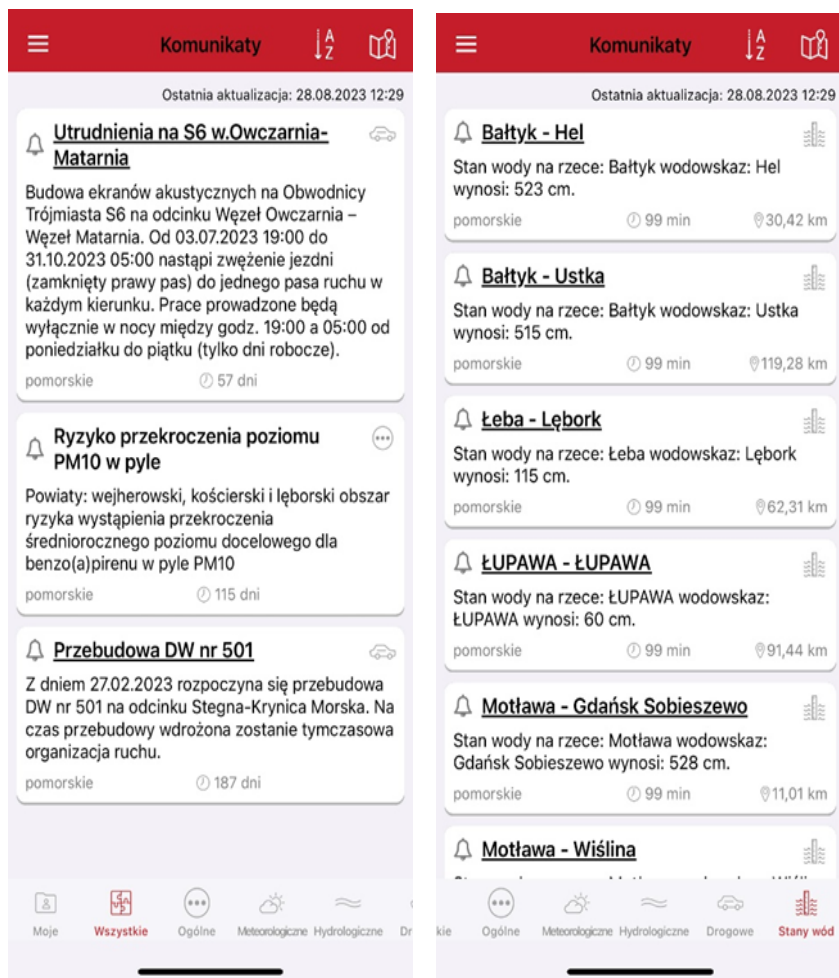 Komunikaty
A
Z
Ostatnia aktualizacja: 28.08.2023 12:29
Utrudnienia na S6 w.Owczarnia-
Matarnia
Budowa ekranów akustycznych na Obwodnicy
Trójmiasta S6 na odcinku Węzeł Owczarnia –
Węzeł Matarnia. Od 03.07.2023 19:00 do
31.10.2023 05:00 nastąpi zwężenie jezdni
(zamknięty prawy pas) do jednego pasa ruchu w
każdym kierunku. Prace prowadzone będą
wyłącznie w nocy między godz. 19:00 a 05:00 od
poniedziałku do piątku (tylko dni robocze).
pomorskie 57 dni
Ryzyko przekroczenia poziomu
PM10 w pyle
Powiaty: wejherowski, kościerski i lęborski obszar
ryzyka wystąpienia przekroczenia
średniorocznego poziomu docelowego dla
benzo(a)pirenu w pyle PM10
pomorskie 115 dni
Przebudowa DW nr 501
Z dniem 27.02.2023 rozpoczyna się przebudowa
DW nr 501 na odcinku Stegna-Krynica Morska. Na
czas przebudowy wdrożona zostanie tymczasowa
organizacja ruchu.
pomorskie 187 dni
Moje Wszystkie Ogólne Meteorologiczne Hydrologiczne Dr
Komunikaty
A
Z
Ostatnia aktualizacja: 28.08.2023 12:29
Bałtyk - Hel
Stan wody na rzece: Bałtyk wodowskaz: Hel
wynosi: 523 cm.
pomorskie 99 min 30,42 km
Bałtyk - Ustka
Stan wody na rzece: Bałtyk wodowskaz: Ustka
wynosi: 515 cm.
pomorskie 99 min 119,28 km
Łeba - Lębork
Stan wody na rzece: Łeba wodowskaz: Lębork
wynosi: 115 cm.
pomorskie 99 min 62,31 km
ŁUPAWA - ŁUPAWA
Stan wody na rzece: ŁUPAWA wodowskaz:
ŁUPAWA wynosi: 60 cm.
pomorskie 99 min 91,44 km
Motława - Gdańsk Sobieszewo
Stan wody na rzece: Motława wodowskaz:
Gdańsk Sobieszewo wynosi: 528 cm.
pomorskie 99 min 11,01 km
Motława - Wiślina
kie Ogólne Meteorologiczne Hydrologiczne Drogowe Stany wód